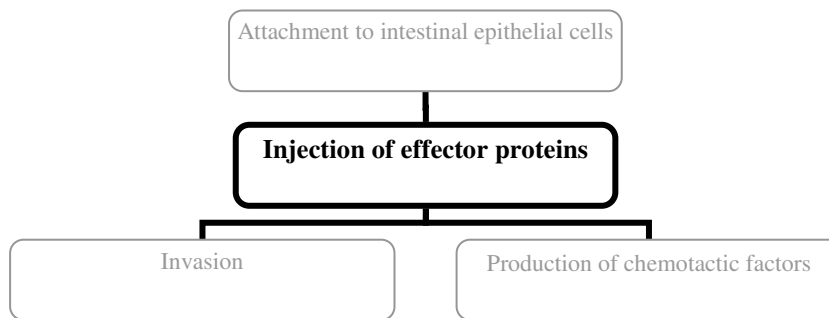 Attachment to intestinal epithelial cells
Injection of effector proteins
Invasion
Production of chemotactic factors